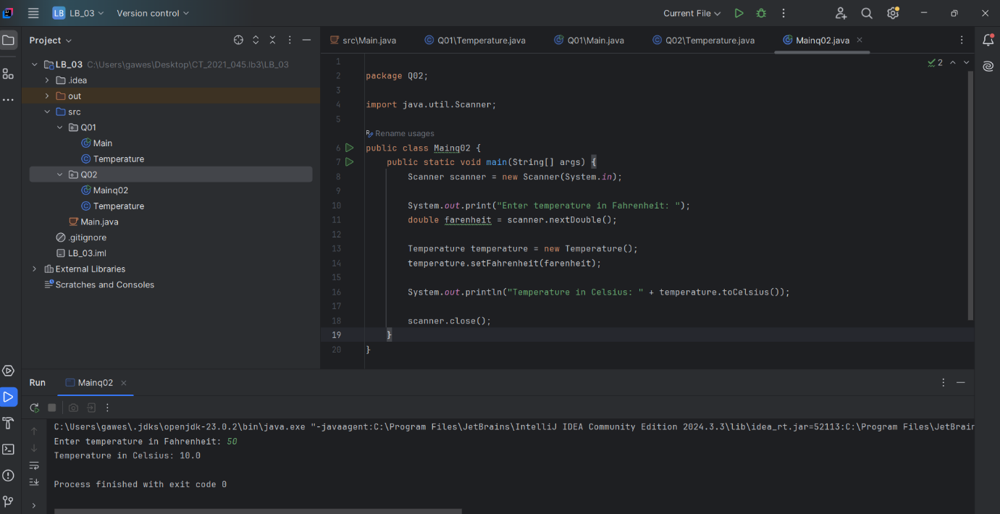 LB LB_03 Version control Current File
Project
src\Main.java Q01\Temperature.java Q01\Main.java Q02\Temperature.java Mainq02.java
LB_03 C:\Users\gawes\Desktop\CT_2021_045.lb3\LB_03
.idea
out
src
Q01
Main
Temperature
Q02
Mainq02
Temperature
Main.java
.gitignore
LB_03.iml
External Libraries
Scratches and Consoles
2
1
2 package Q02;
3
4 import java.util.Scanner;
5
Rename usages
6 public class Mainq02 {
7 public static void main(String[] args) {
8 Scanner scanner = new Scanner(System.in);
9
10 System.out.print("Enter temperature in Fahrenheit: ");
11 double farenheit = scanner.nextDouble();
12
13 Temperature temperature = new Temperature();
14 temperature.setFahrenheit(farenheit);
15
16 System.out.println("Temperature in Celsius: " + temperature.toCelsius());
17
18 scanner.close();
19 }
20 }
Run Mainq02
C:\Users\gawes\.jdks\openjdk-23.0.2\bin\java.exe "-javaagent:C:\Program Files\JetBrains\IntelliJ IDEA Community Edition 2024.3.3\lib\idea_rt.jar=52113:C:\Program Files\JetBrain
Enter temperature in Fahrenheit: 50
Temperature in Celsius: 10.0
Process finished with exit code 0